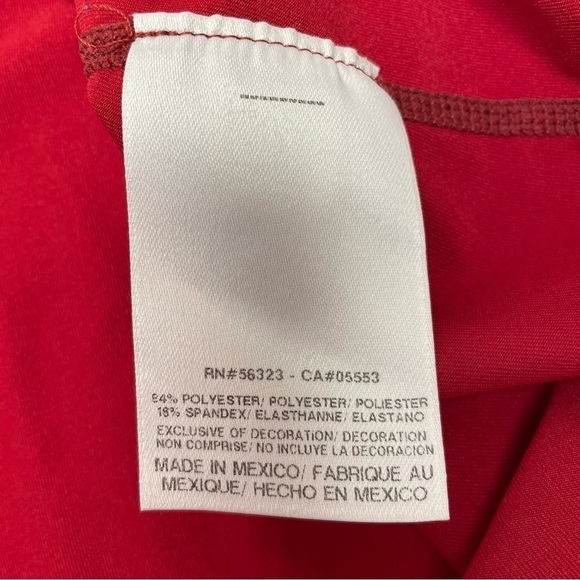 RN#56323 - CA#05553
84% POLYESTER/ POLYESTER/ POLIESTER
16% SPANDEX/ ELASTHANNE/ ELASTANO
EXCLUSIVE OF DECORATION/ DECORATION
NON COMPRISE/ NO INCLUYE LA DECORACION
MADE IN MEXICO/ FABRIQUE AU
MEXIQUE/ HECHO EN MEXICO